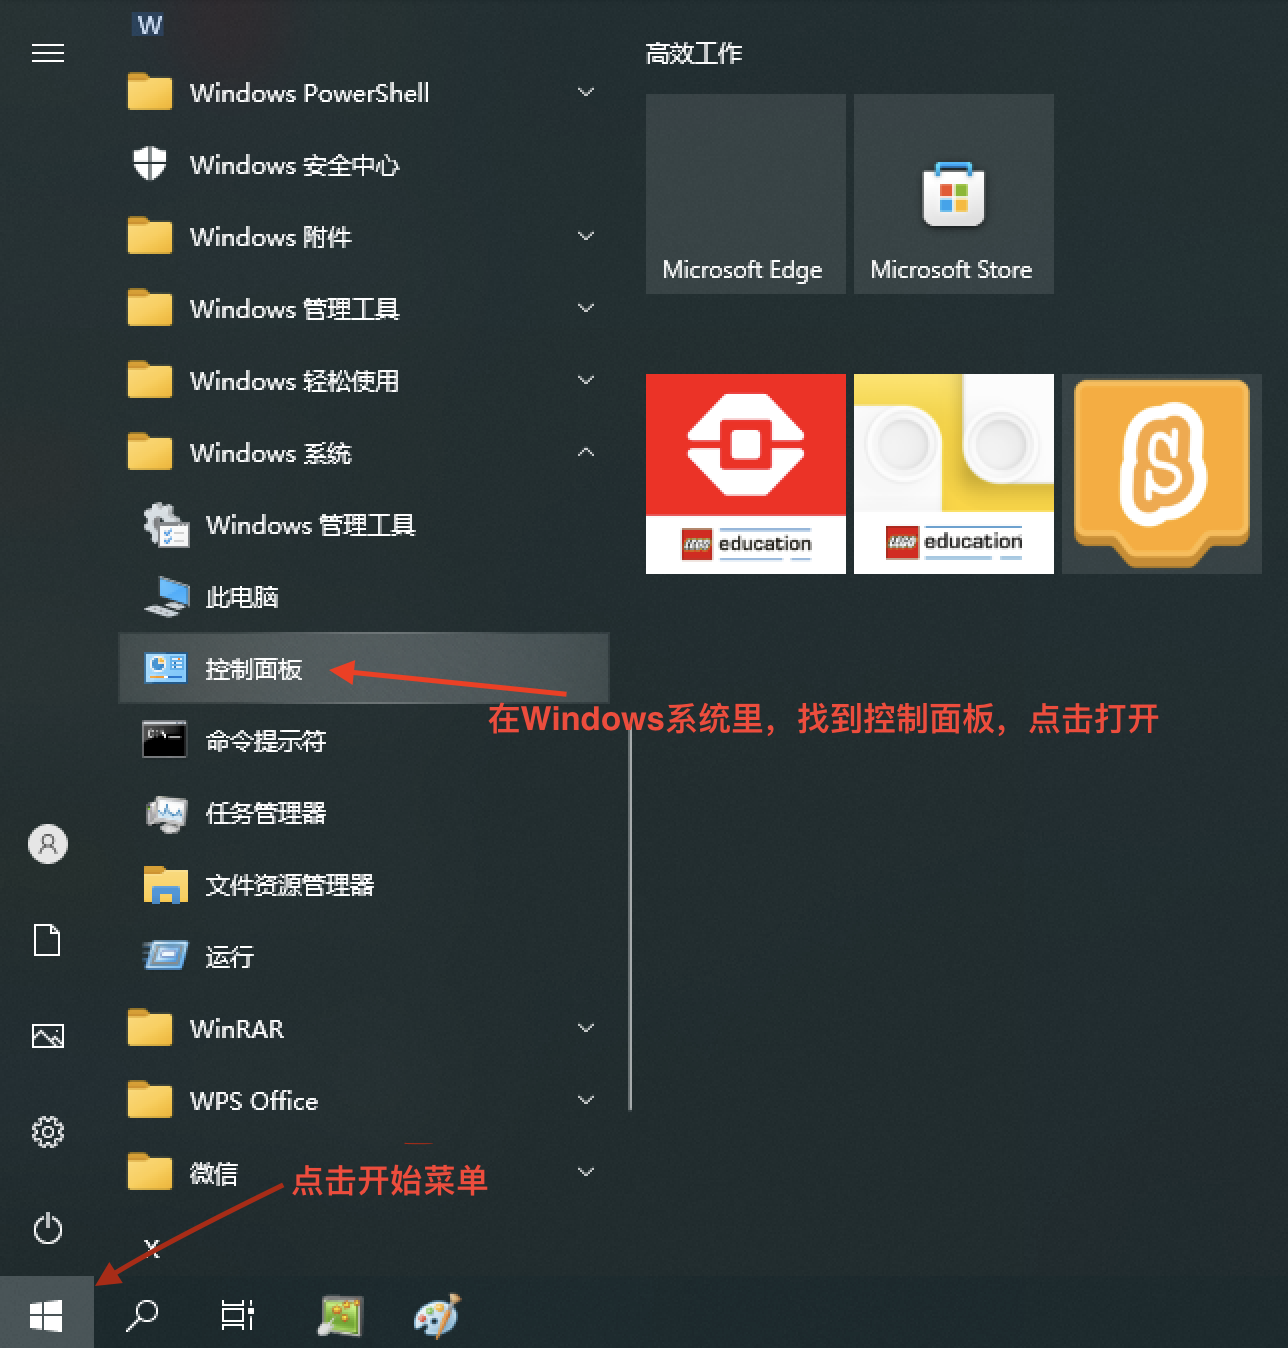 W
高效工作
Windows PowerShell
Windows 安全中心
Windows 附件
Microsoft Edge
Microsoft Store
Windows 管理工具
Windows 轻松使用
Windows 系统
Windows 管理工具
LEGO education
LEGO education
S
此电脑
控制面板
在Windows系统里，找到控制面板，点击打开
命令提示符
任务管理器
文件资源管理器
运行
WinRAR
WPS Office
微信
点击开始菜单
X